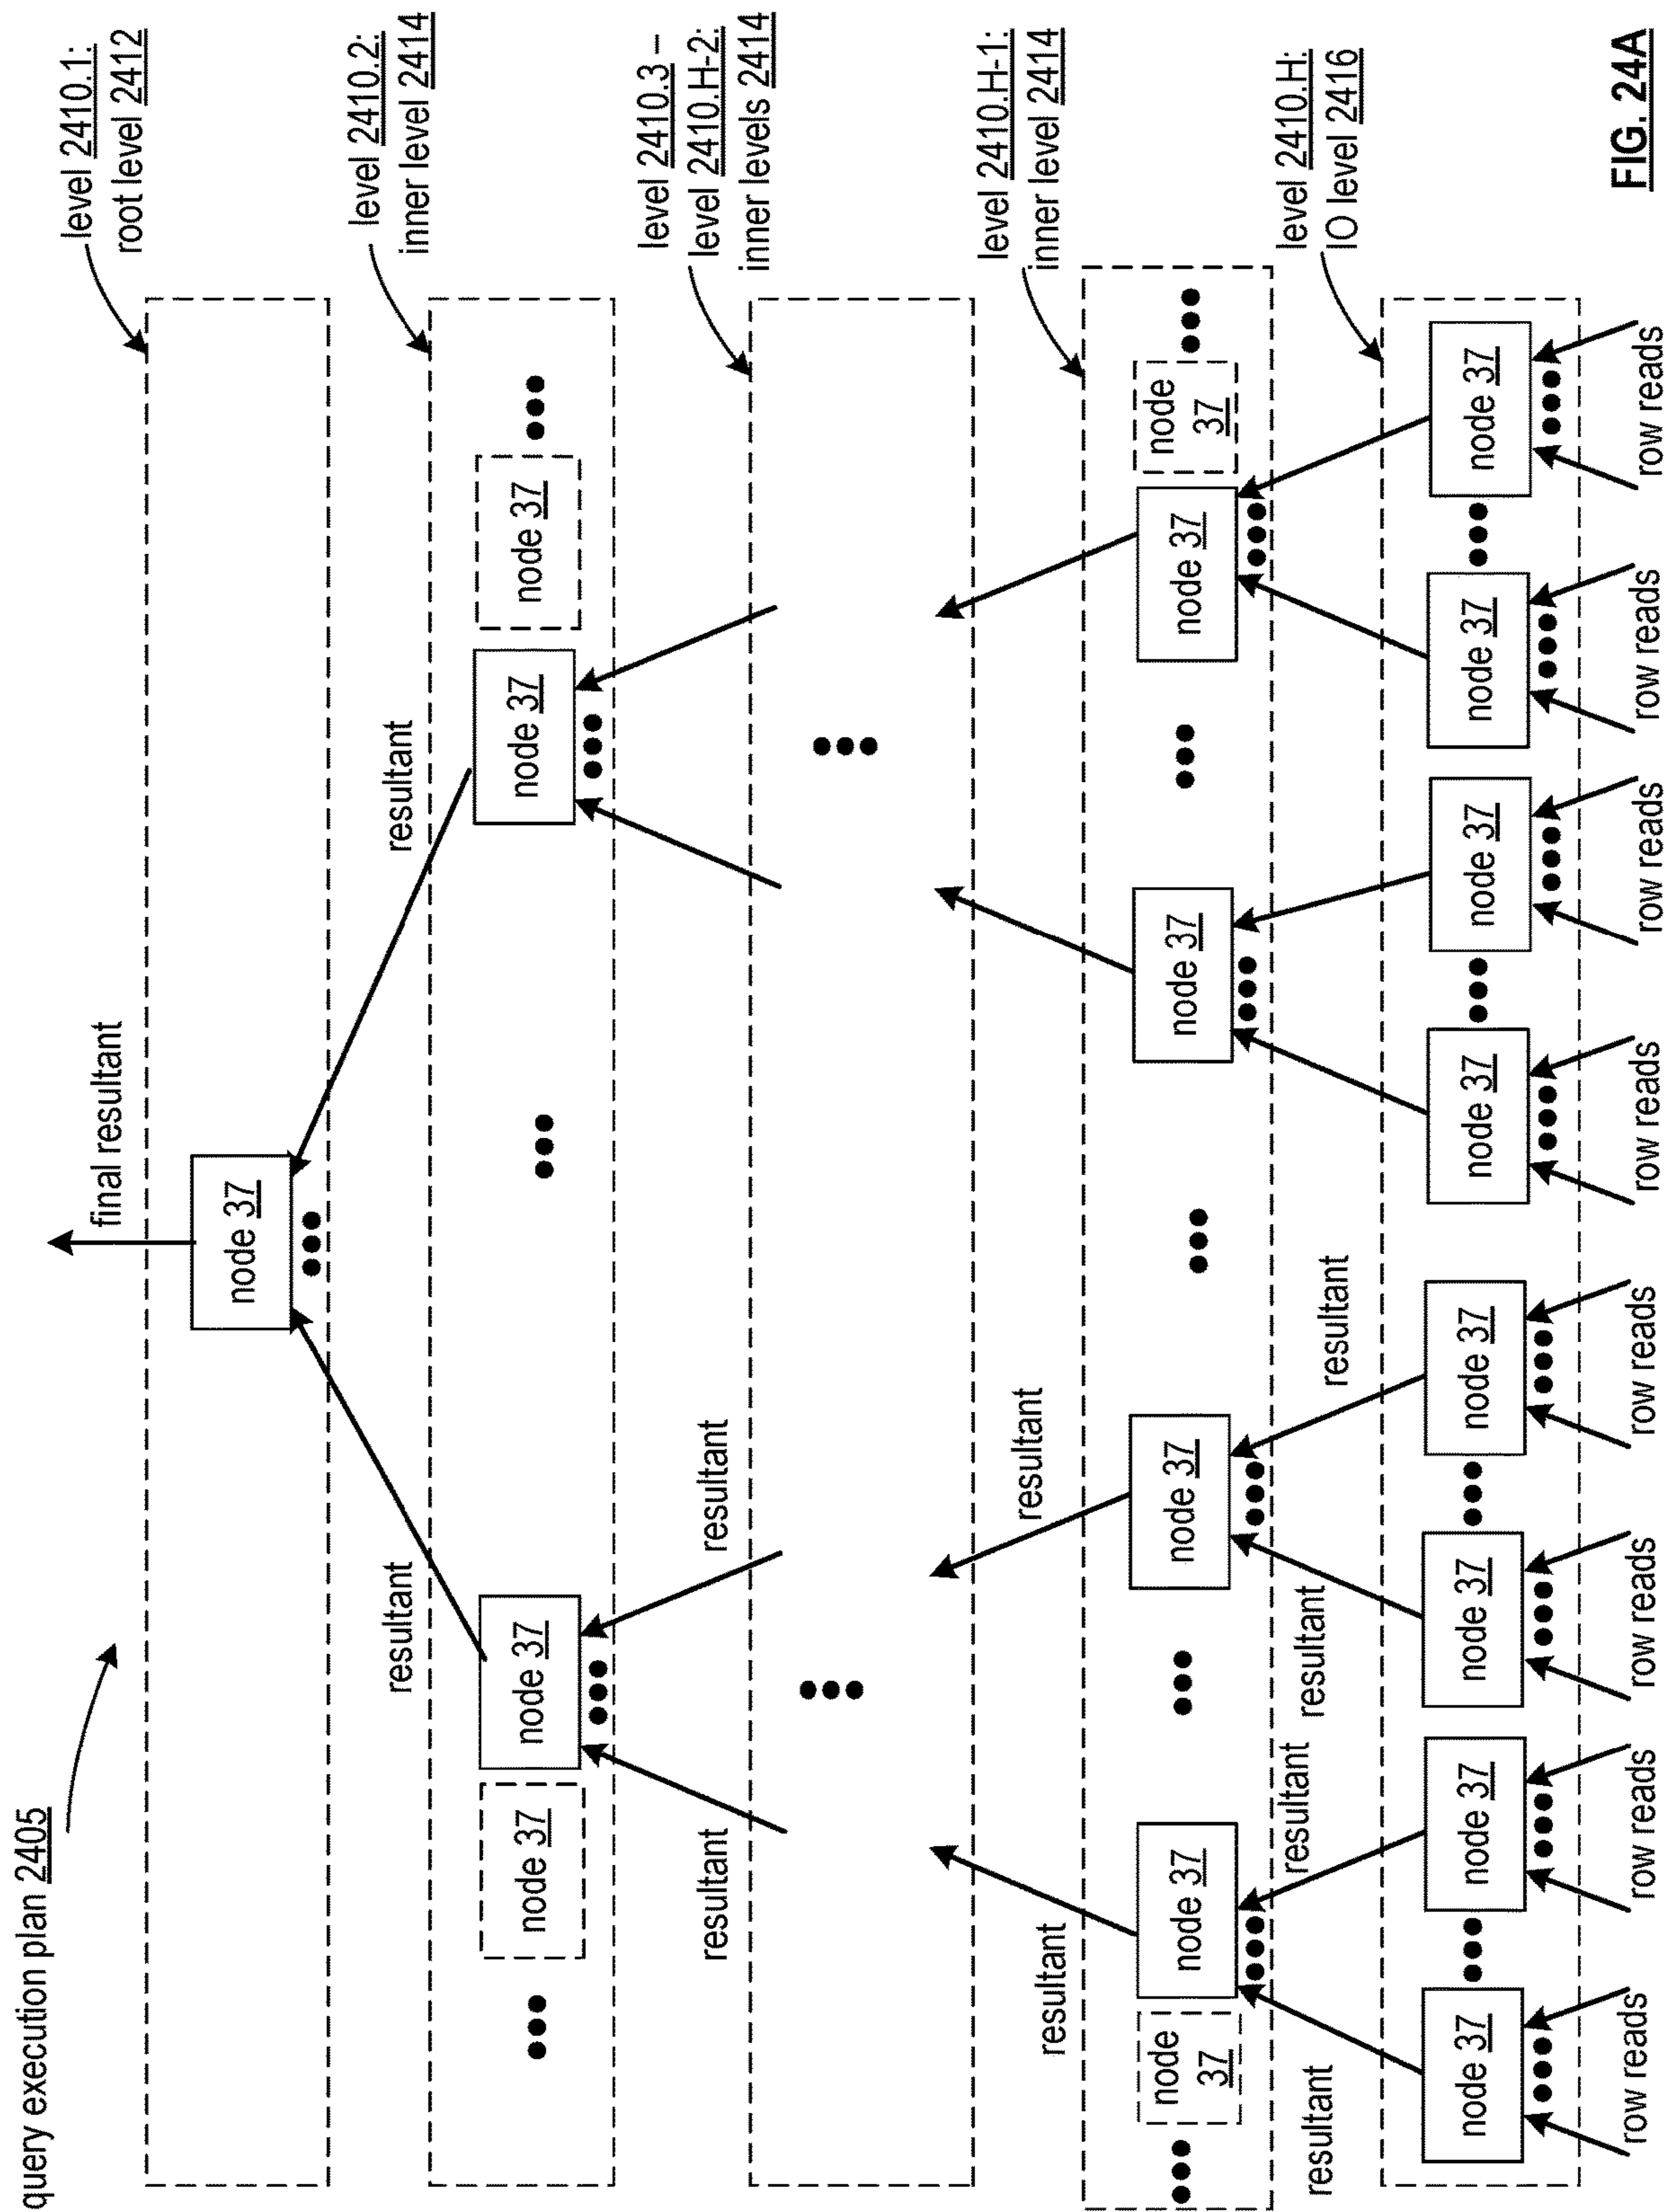 query execution plan 2405
final resultant
level 2410.1:
root level 2412
node 37
resultant
resultant
level 2410.2:
inner level 2414
node 37
node 37
node 37
node 37
resultant
resultant
level 2410.3 –
level 2410.H-2:
inner levels 2414
resultant
resultant
level 2410.H-1:
inner level 2414
node
37
node 37
node 37
node 37
node 37
node
37
resultant
resultant
resultant
resultant
level 2410.H:
IO level 2416
node 37
node 37
node 37
node 37
node 37
node 37
node 37
node 37
row reads
row reads
row reads
row reads
row reads
row reads
row reads
row reads
FIG. 24A